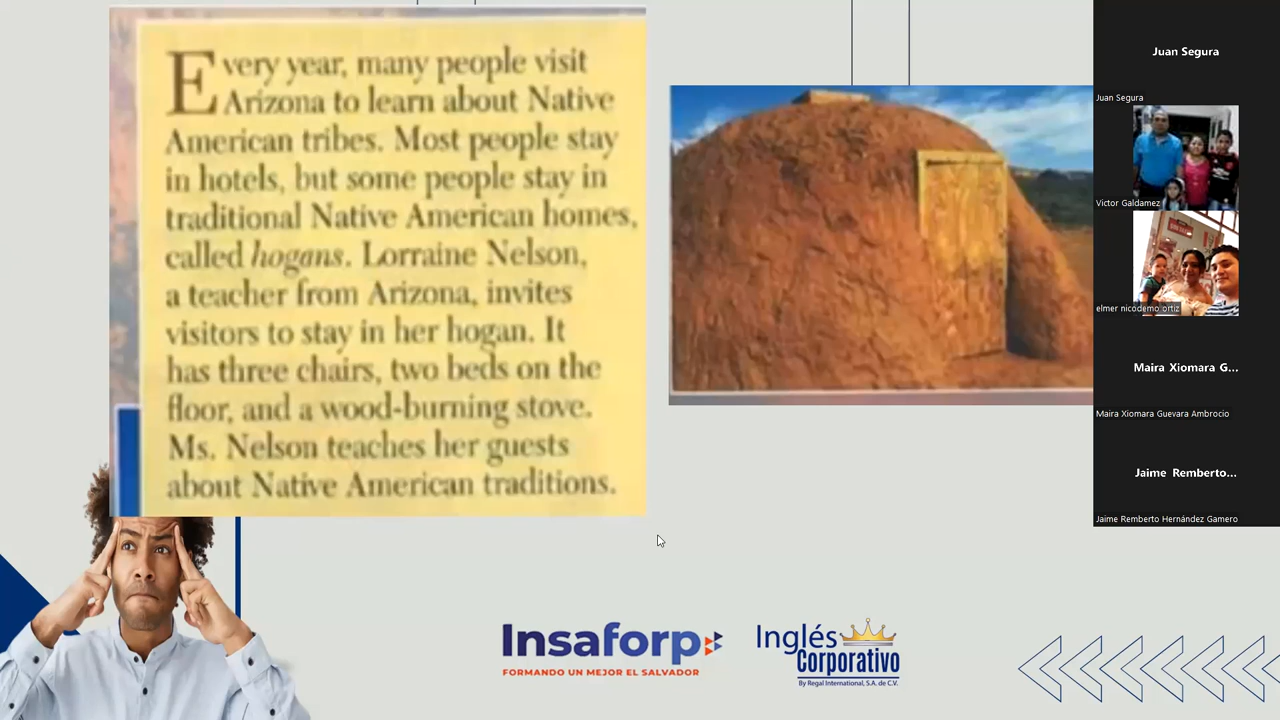 Every year, many people visit
Arizona to learn about Native
American tribes. Most people stay
in hotels, but some people stay in
traditional Native American homes,
called hogans. Lorraine Nelson,
a teacher from Arizona, invites
visitors to stay in her hogan. It
has three chairs, two beds on the
floor, and a wood-burning stove.
Ms. Nelson teaches her guests
about Native American traditions.
Juan Segura
Juan Segura
Victor Galdamez
elmer nicodemo ortiz
Maira Xiomara G...
Maira Xiomara Guevara Ambrocio
Jaime Remberto...
Jaime Remberto Hernández Gamero
Insaforp
FORMANDO UN MEJOR EL SALVADOR
Inglés
Corporativo
By Regal International, S.A. de C.V.